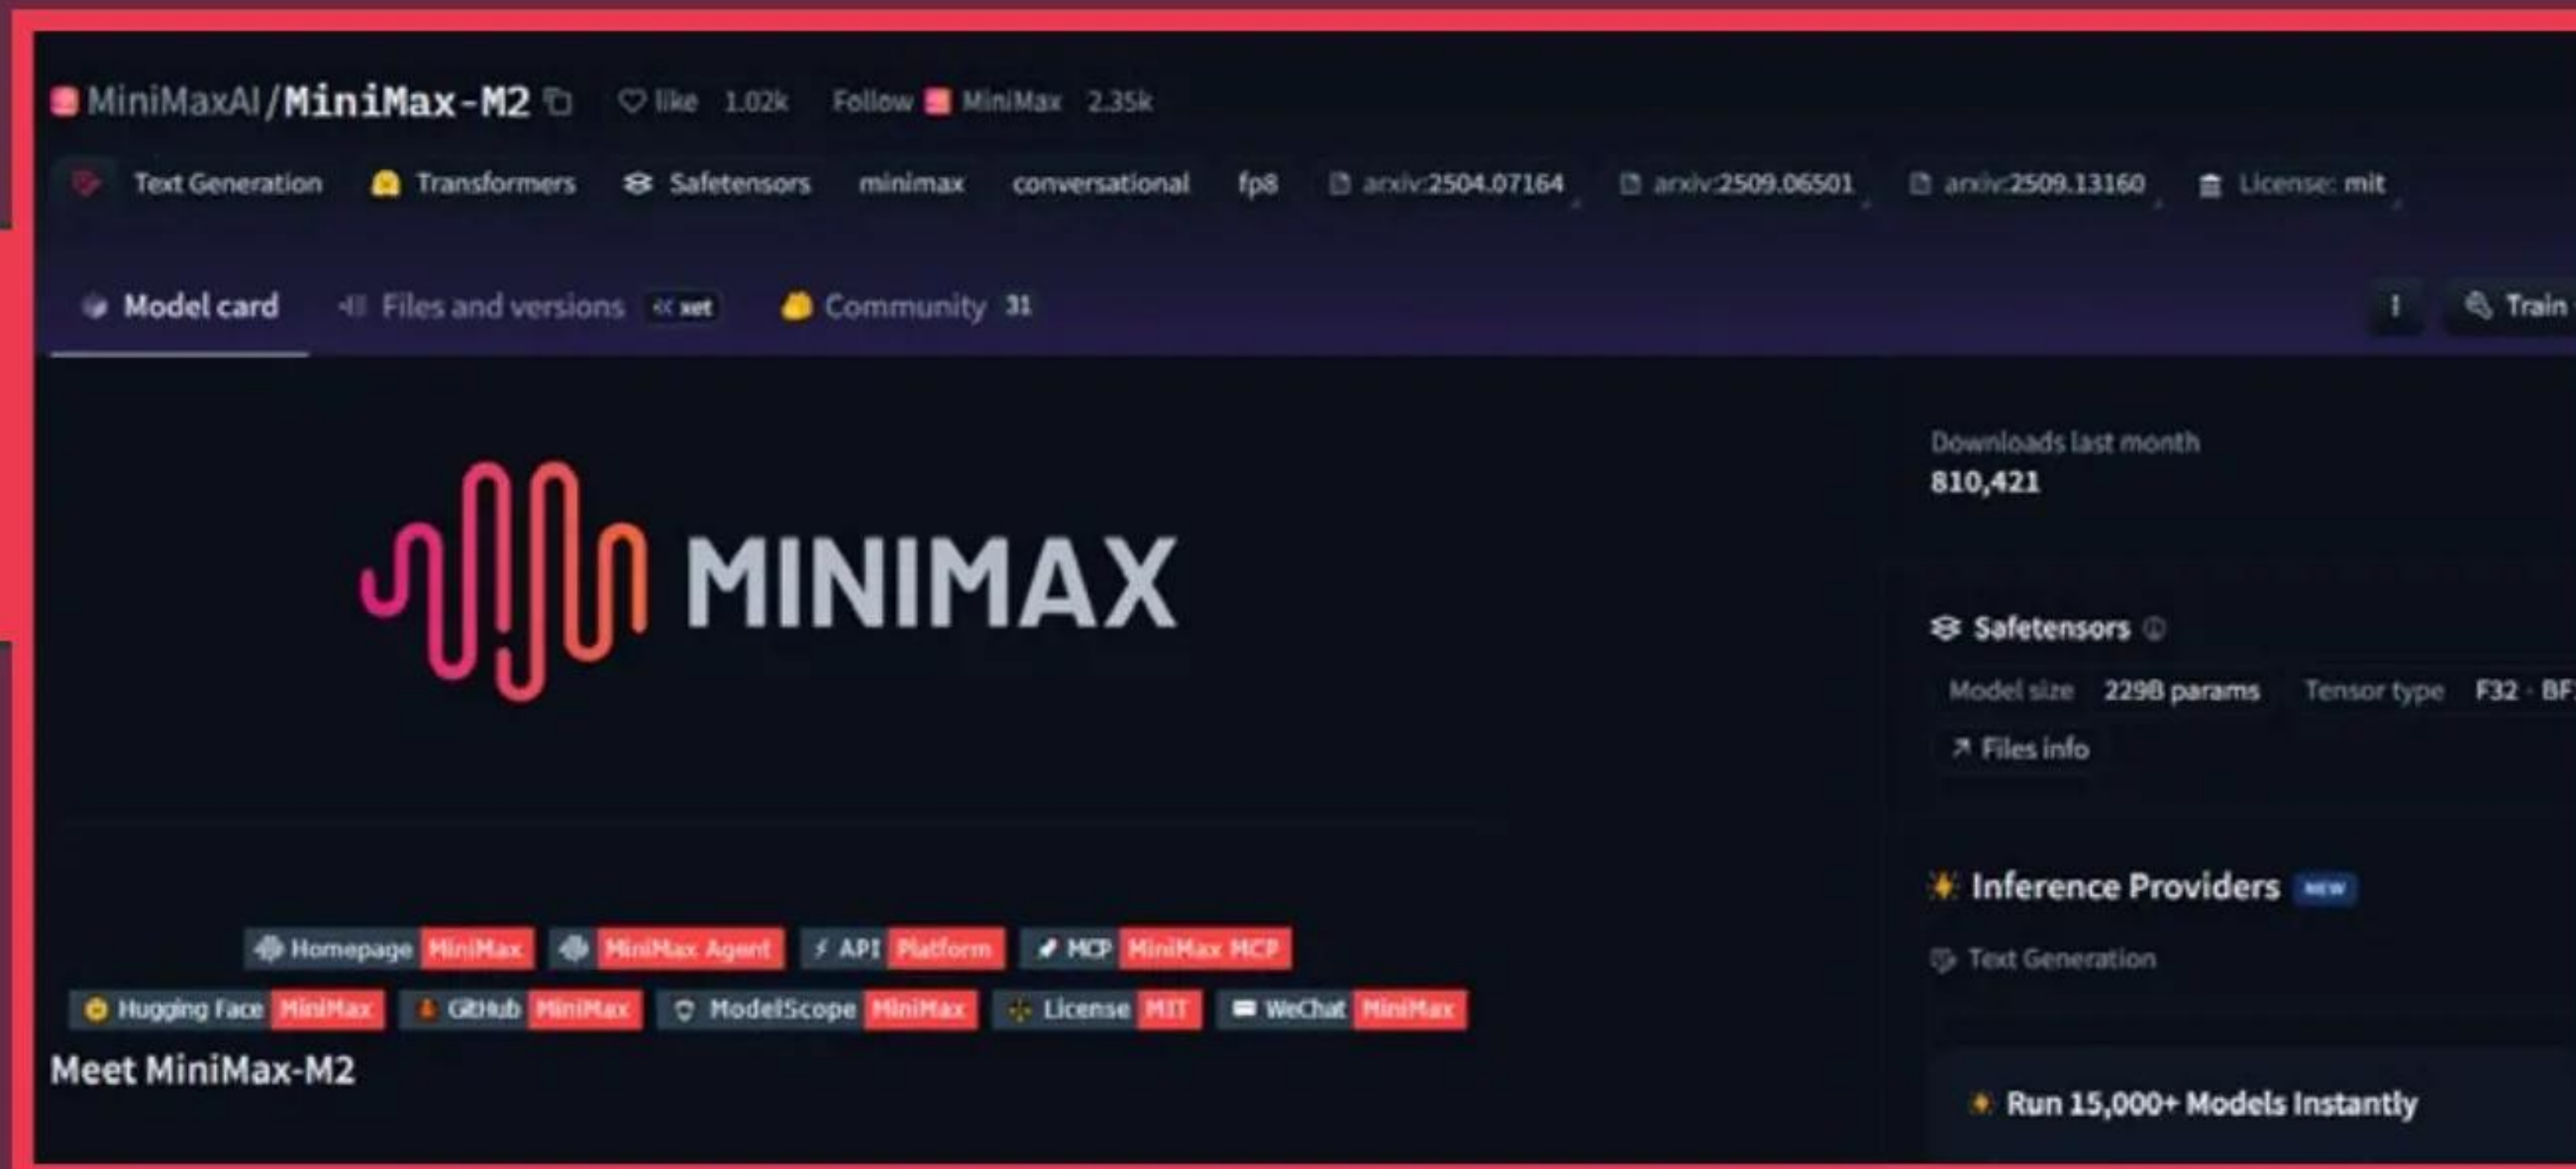 MiniMaxAI/MiniMax-M2 like 1.02k Follow MiniMax 2.35k
Text Generation Transformers Safetensors minimax conversational fp8 arxiv:2504.07164 arxiv:2509.06501 arxiv:2509.13160 License: mit
Model card Files and versions xet Community 31 Train
MINIMAX
Downloads last month
810,421
Safetensors
Model size 229B params Tensor type F32 · BF
Files info
Inference Providers NEW
Text Generation
Homepage MiniMax MiniMax Agent API Platform MCP MiniMax MCP
Hugging Face MiniMax GitHub MiniMax ModelScope MiniMax License MIT WeChat MiniMax
Meet MiniMax-M2
Run 15,000+ Models Instantly